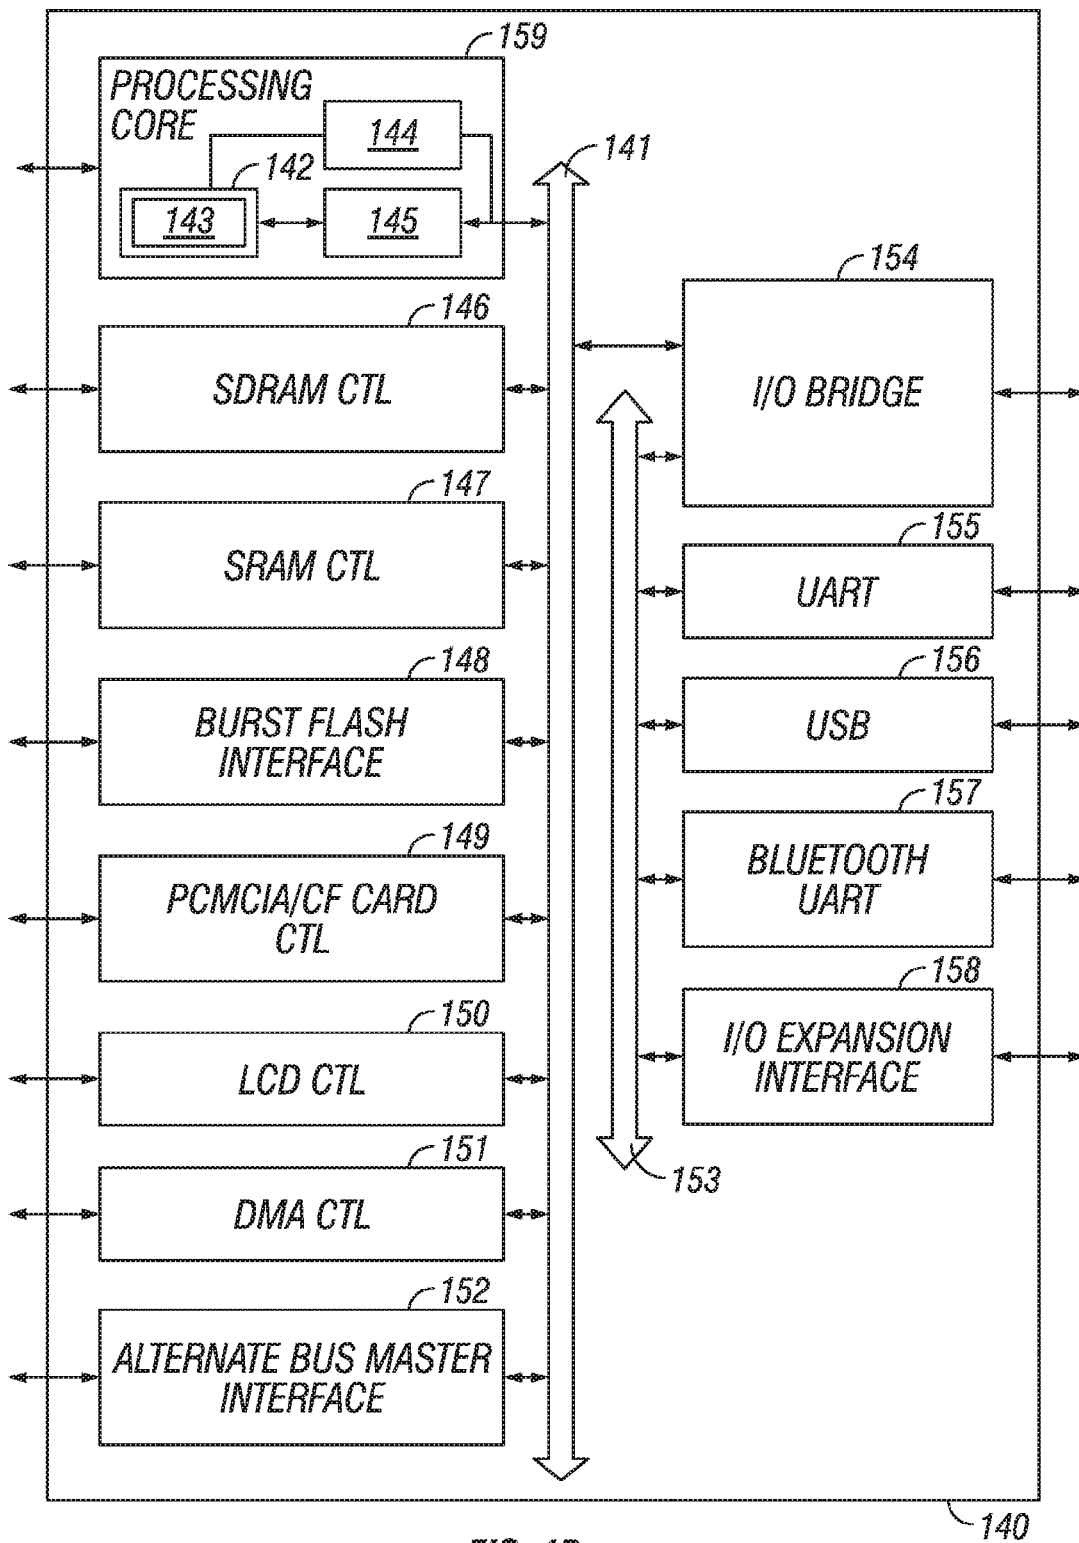 159
PROCESSING
CORE
144
142
143
145
141
154
I/O BRIDGE
146
SDRAM CTL
147
SRAM CTL
155
UART
148
BURST FLASH
INTERFACE
156
USB
149
PCMCIA/CF CARD
CTL
157
BLUETOOTH
UART
158
I/O EXPANSION
INTERFACE
150
LCD CTL
151
DMA CTL
153
152
ALTERNATE BUS MASTER
INTERFACE
140